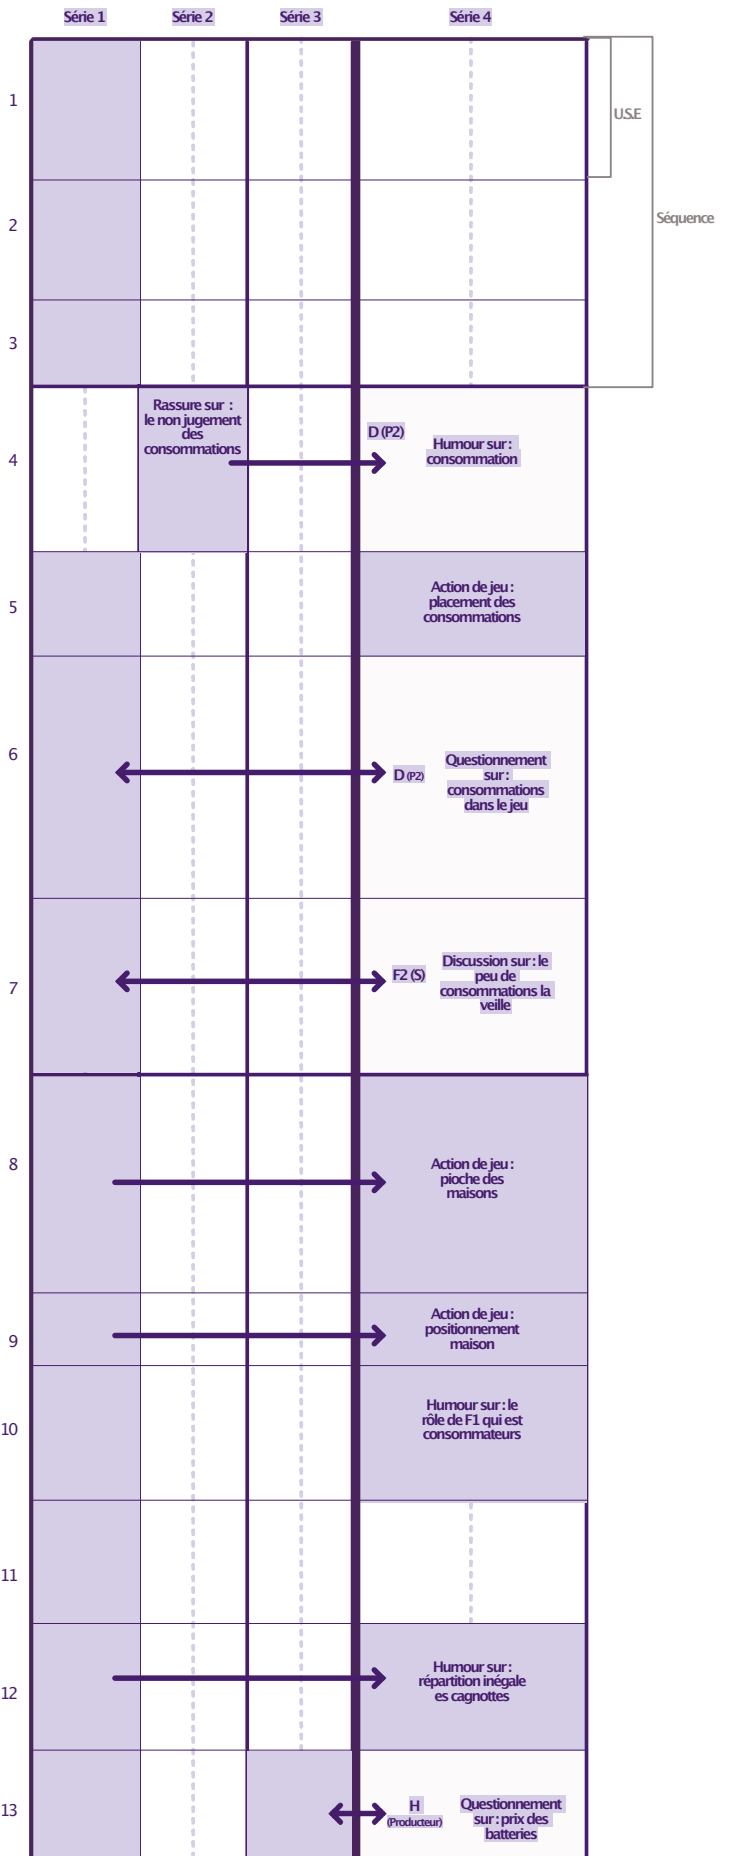 Série 1 Série 2 Série 3 Série 4
1
U.S.E
2
Séquence
3
Rassure sur :
le non jugement
des
consommations
4
D (P2)
Humour sur :
consommation
5
Action de jeu :
placement des
consommations
6
D (P2)
Questionnement
sur :
consommations
dans le jeu
7
F2 (S)
Discussion sur : le
peu de
consommations la
veille
8
Action de jeu :
pioche des
maisons
9
Action de jeu :
positionnement
maison
10
Humour sur : le
rôle de F1 qui est
consommateurs
11
12
Humour sur :
répartition inégale
es cagnottes
13
H
(Producteur)
Questionnement
sur : prix des
batteries